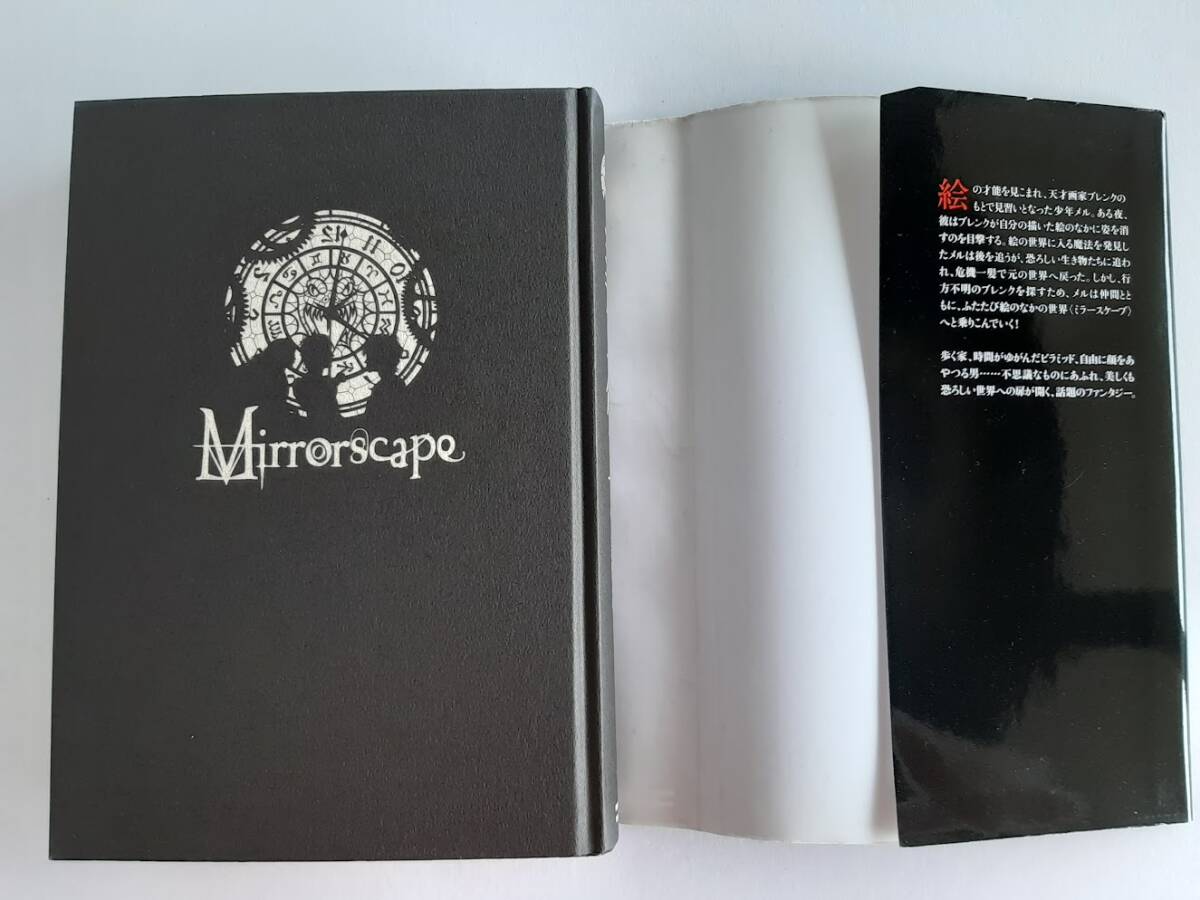 12
11
Mirrorscape
絵の才能を見こまれ、天才画家ブレンクの
もとで見習いとなった少年メル。ある夜、
彼はブレンクが自分の描いた絵のなかに姿を消
すのを目撃する。絵の世界に入る魔法を発見し
たメルは後を追うが、恐ろしい生き物たちに追わ
れ、危機一髪で元の世界へ戻った。しかし、行
方不明のブレンクを探すため、メルは仲間とと
もに、ふたたび絵のなかの世界〈ミラースケープ〉
へと乗りこんでいく!
歩く家、時間がゆがんだピラミッド、自由に顔をあ
やつる男……不思議なものにあふれ、美しくも
恐ろしい世界への扉が開く、話題のファンタジー。